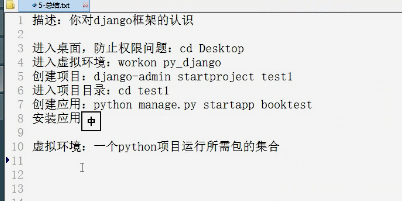 5-总结.txt
1 描述：你对django框架的认识
2
3 进入桌面，防止权限问题：cd Desktop
4 进入虚拟环境：workon py_django
5 创建项目：django-admin startproject test1
6 进入项目目录：cd test1
7 创建应用：python manage.py startapp booktest
8 安装应用 中
9
10 虚拟环境：一个python项目运行所需包的集合
11
12
13